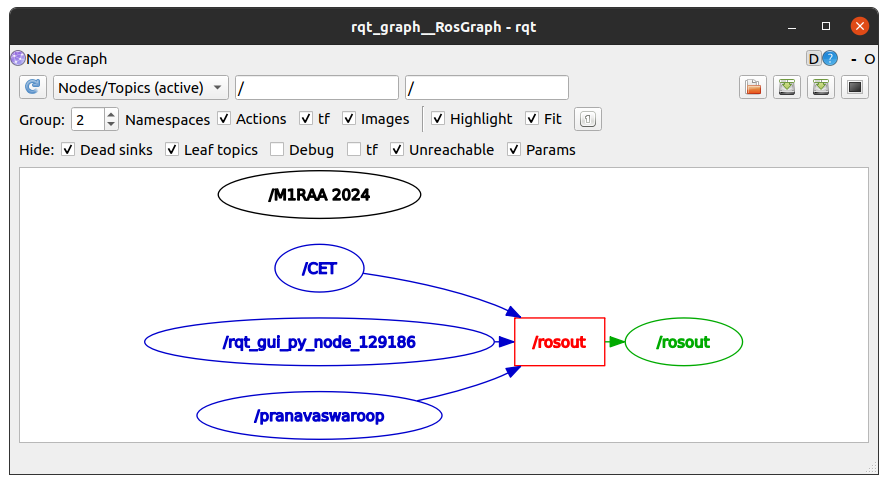 rqt_graph__RosGraph - rqt
Node Graph D ? - O
Nodes/Topics (active) / /
Group: 2 Namespaces Actions tf Images Highlight Fit
Hide: Dead sinks Leaf topics Debug tf Unreachable Params
/M1RAA 2024
/CET
/rqt_gui_py_node_129186 /rosout /rosout
/pranavaswaroop